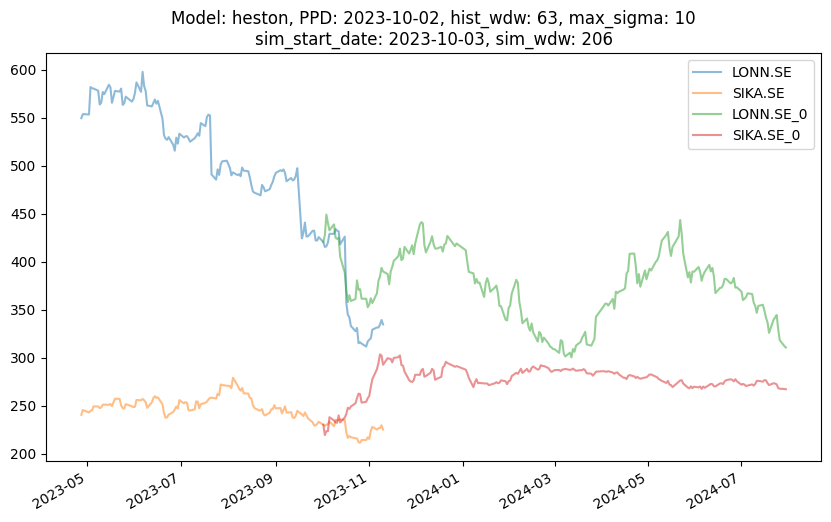 Model: heston, PPD: 2023-10-02, hist_wdw: 63, max_sigma: 10
sim_start_date: 2023-10-03, sim_wdw: 206
LONN.SE
SIKA.SE
LONN.SE_0
SIKA.SE_0
600
550
500
450
400
350
300
250
200
2023-05
2023-07
2023-09
2023-11
2024-01
2024-03
2024-05
2024-07